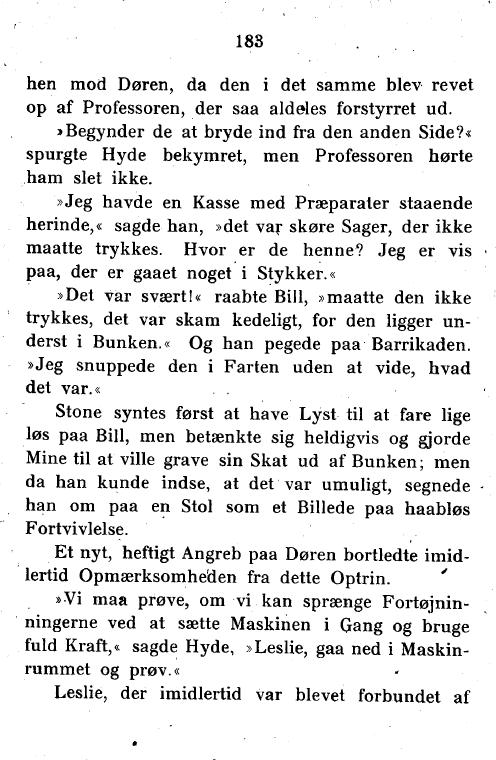 183
hen mod Døren, da den i det samme blev revet
op af Professoren, der saa aldeles forstyrret ud.
»Begynder de at bryde ind fra den anden Side?«
spurgte Hyde bekymret, men Professoren hørte
ham slet ikke.
»Jeg havde en Kasse med Præparater staaende
herinde,« sagde han, »det var skøre Sager, der ikke
maatte trykkes. Hvor er de henne? Jeg er vis
paa, der er gaaet noget i Stykker.«
»Det var svært!« raabte Bill, »maatte den ikke
trykkes, det var skam kedeligt, for den ligger un-
derst i Bunken.« Og han pegede paa Barrikaden.
»Jeg snuppede den i Farten uden at vide, hvad
det var.«
Stone syntes først at have Lyst til at fare lige
løs paa Bill, men betænkte sig heldigvis og gjorde
Mine til at ville grave sin Skat ud af Bunken; men
da han kunde indse, at det var umuligt, segnede
han om paa en Stol som et Billede paa haabløs
Fortvivlelse.
Et nyt, heftigt Angreb paa Døren bortledte imid-
lertid Opmærksomheden fra dette Optrin.
»Vi maa prøve, om vi kan sprænge Fortøjnin-
ningerne ved at sætte Maskinen i Gang og bruge
fuld Kraft,« sagde Hyde, »Leslie, gaa ned i Maskin-
rummet og prøv.«
Leslie, der imidlertid var blevet forbundet af